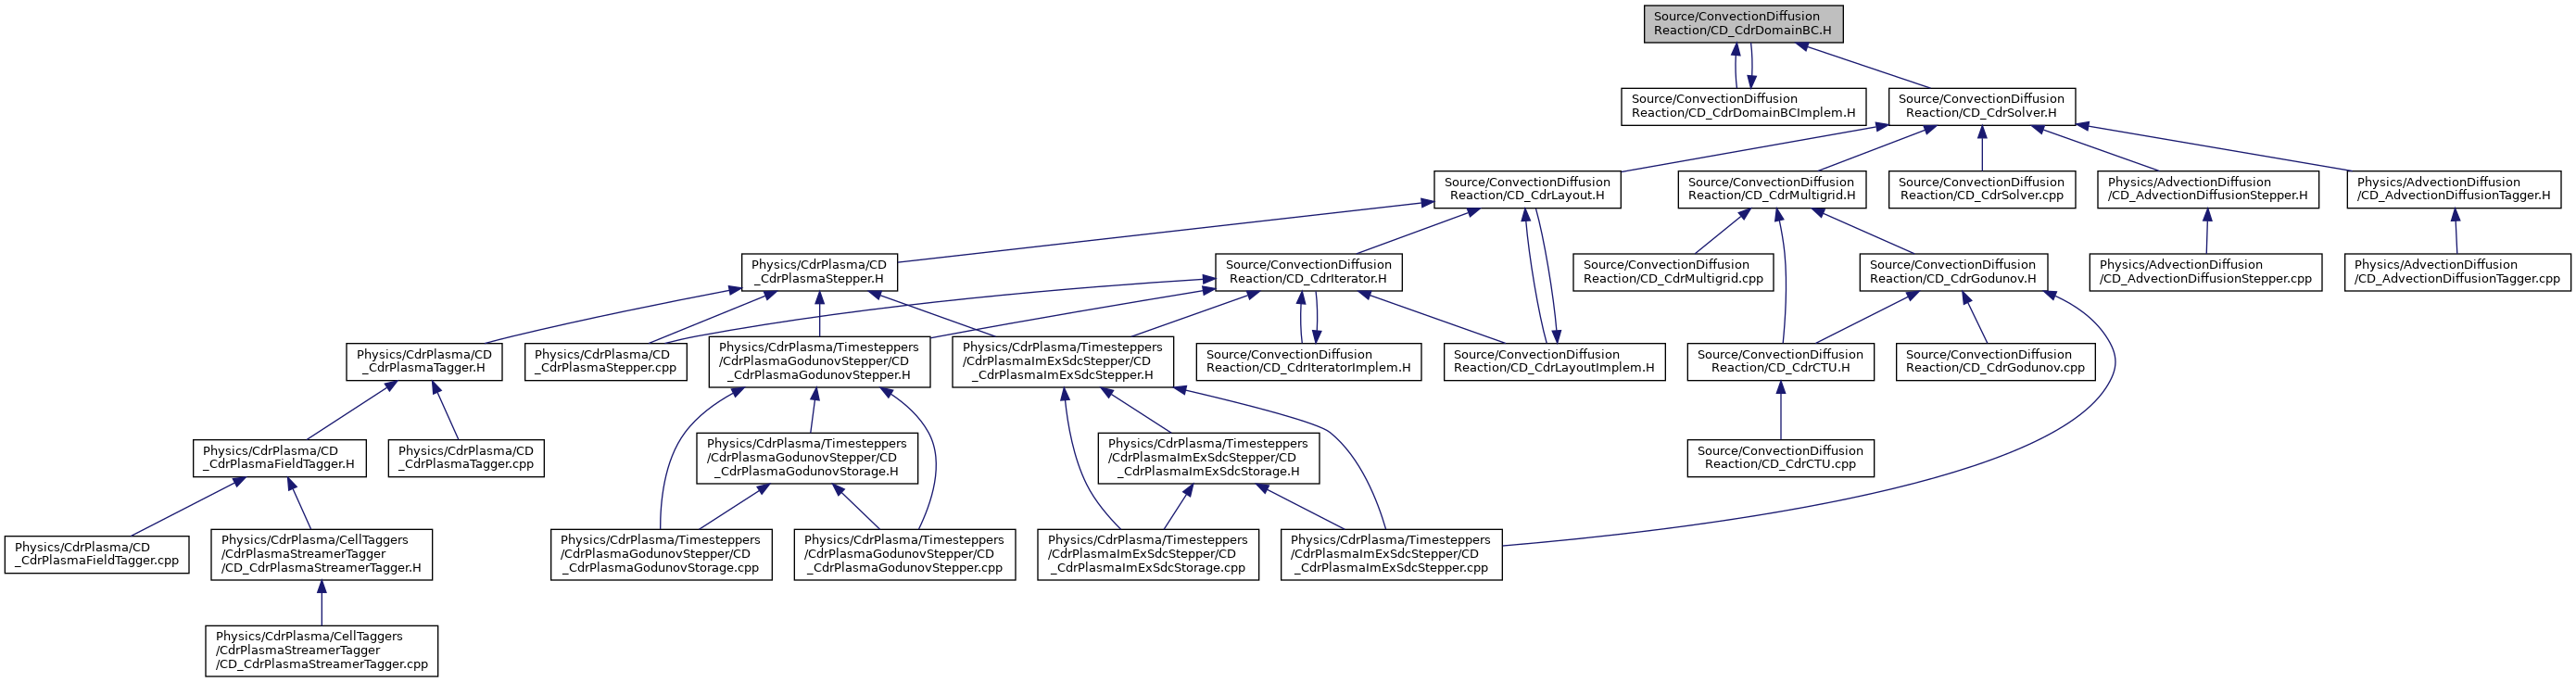 Source/ConvectionDiffusion
Reaction/CD_CdrDomainBC.H
Source/ConvectionDiffusion
Reaction/CD_CdrDomainBCImplem.H
Source/ConvectionDiffusion
Reaction/CD_CdrSolver.H
Source/ConvectionDiffusion
Reaction/CD_CdrLayout.H
Source/ConvectionDiffusion
Reaction/CD_CdrMultigrid.H
Source/ConvectionDiffusion
Reaction/CD_CdrSolver.cpp
Physics/AdvectionDiffusion
/CD_AdvectionDiffusionStepper.H
Physics/AdvectionDiffusion
/CD_AdvectionDiffusionTagger.H
Physics/CdrPlasma/CD
_CdrPlasmaStepper.H
Source/ConvectionDiffusion
Reaction/CD_CdrIterator.H
Source/ConvectionDiffusion
Reaction/CD_CdrMultigrid.cpp
Source/ConvectionDiffusion
Reaction/CD_CdrGodunov.H
Physics/AdvectionDiffusion
/CD_AdvectionDiffusionStepper.cpp
Physics/AdvectionDiffusion
/CD_AdvectionDiffusionTagger.cpp
Physics/CdrPlasma/CD
_CdrPlasmaTagger.H
Physics/CdrPlasma/CD
_CdrPlasmaStepper.cpp
Physics/CdrPlasma/Timesteppers
/CdrPlasmaGodunovStepper/CD
_CdrPlasmaGodunovStepper.H
Physics/CdrPlasma/Timesteppers
/CdrPlasmaImExSdcStepper/CD
_CdrPlasmaImExSdcStepper.H
Source/ConvectionDiffusion
Reaction/CD_CdrIteratorImplem.H
Source/ConvectionDiffusion
Reaction/CD_CdrLayoutImplem.H
Source/ConvectionDiffusion
Reaction/CD_CdrCTU.H
Source/ConvectionDiffusion
Reaction/CD_CdrGodunov.cpp
Physics/CdrPlasma/CD
_CdrPlasmaFieldTagger.H
Physics/CdrPlasma/CD
_CdrPlasmaTagger.cpp
Physics/CdrPlasma/Timesteppers
/CdrPlasmaGodunovStepper/CD
_CdrPlasmaGodunovStorage.H
Physics/CdrPlasma/Timesteppers
/CdrPlasmaImExSdcStepper/CD
_CdrPlasmaImExSdcStorage.H
Source/ConvectionDiffusion
Reaction/CD_CdrCTU.cpp
Physics/CdrPlasma/CD
_CdrPlasmaFieldTagger.cpp
Physics/CdrPlasma/CellTaggers
/CdrPlasmaStreamerTagger
/CD_CdrPlasmaStreamerTagger.H
Physics/CdrPlasma/Timesteppers
/CdrPlasmaGodunovStepper/CD
_CdrPlasmaGodunovStorage.cpp
Physics/CdrPlasma/Timesteppers
/CdrPlasmaGodunovStepper/CD
_CdrPlasmaGodunovStepper.cpp
Physics/CdrPlasma/Timesteppers
/CdrPlasmaImExSdcStepper/CD
_CdrPlasmaImExSdcStorage.cpp
Physics/CdrPlasma/Timesteppers
/CdrPlasmaImExSdcStepper/CD
_CdrPlasmaImExSdcStepper.cpp
Physics/CdrPlasma/CellTaggers
/CdrPlasmaStreamerTagger
/CD_CdrPlasmaStreamerTagger.cpp